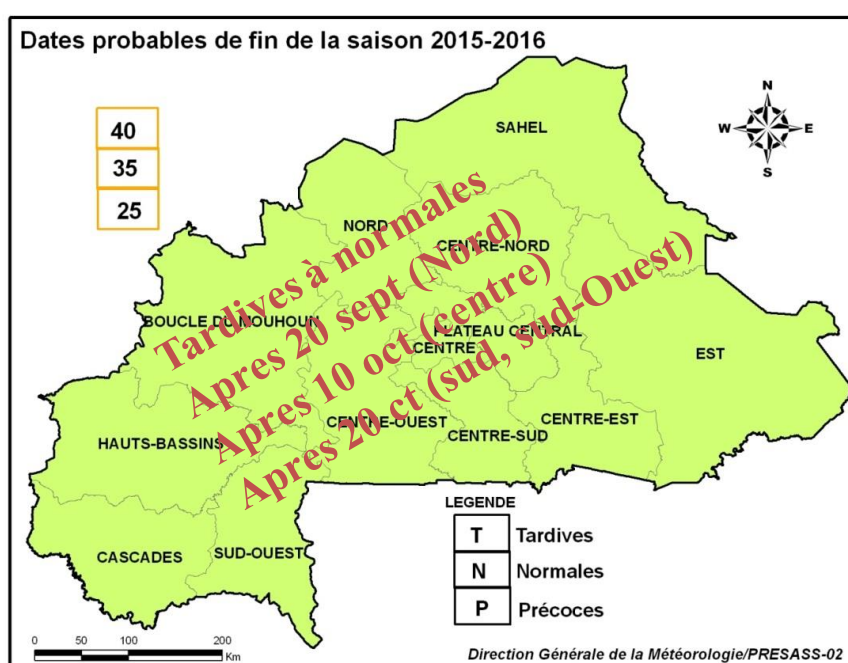 Dates probables de fin de la saison 2015-2016
N
W E
S
40
35
25
SAHEL
NORD
CENTRE-NORD
BOUCLE DU MOUHOUN
PLATEAU CENTRAL
CENTRE
EST
HAUTS-BASSINS
CENTRE-OUEST
CENTRE-SUD
CENTRE-EST
CASCADES
SUD-OUEST
Tardives à normales
Apres 20 sept (Nord)
Apres 10 oct (centre)
Apres 20 ct (sud, sud-Ouest)
LEGENDE
T Tardives
N Normales
P Précoces
0 50 100 200
Km
Direction Générale de la Météorologie/PRESASS-02